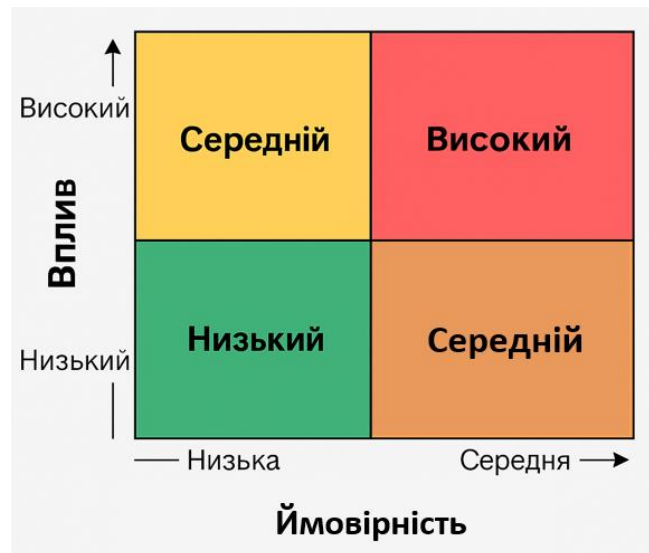 Високий
Середній
Високий
Вплив
Низький
Низький
Середній
Низька
Середня
Ймовірність